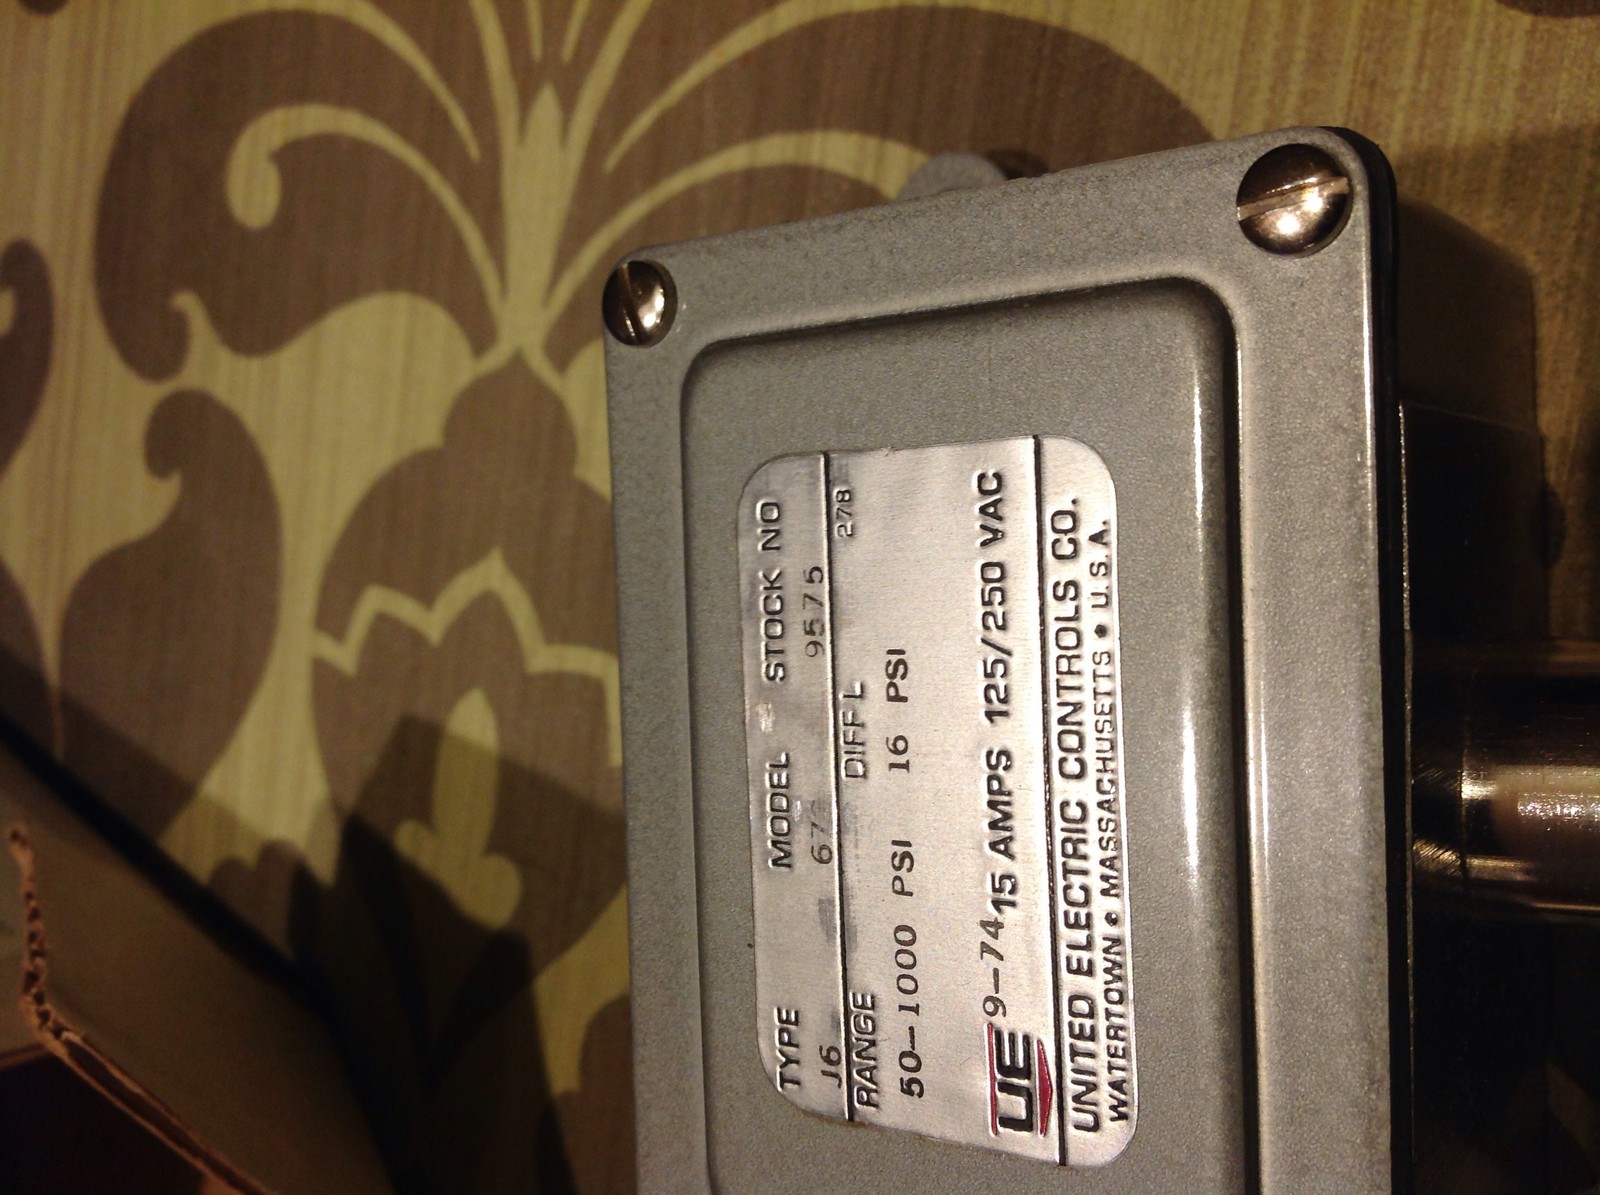 TYPE MODEL STOCK NO
J6 9575
RANGE DIFF'L 278
50-1000 PSI 16 PSI
UE 9-74 15 AMPS 125/250 VAC
UNITED ELECTRIC CONTROLS CO.
WATERTOWN • MASSACHUSETTS • U.S.A.